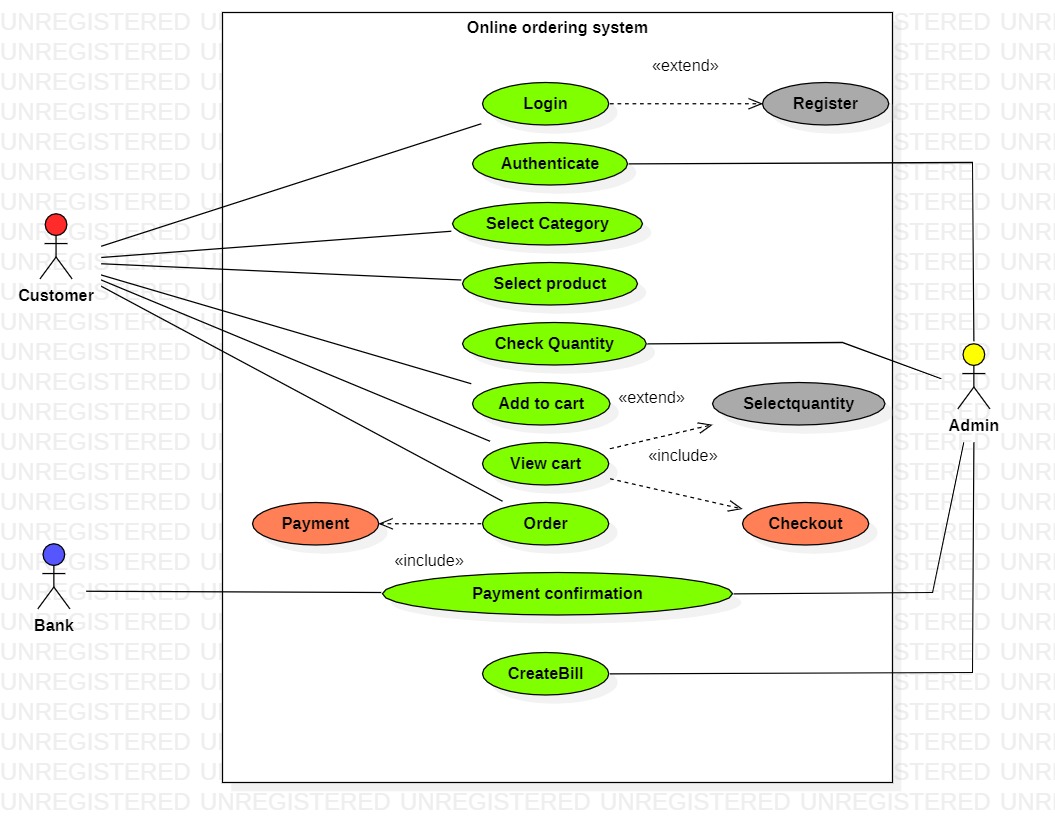 Online ordering system
«extend»
Login
Register
Authenticate
Select Category
Customer
Select product
Check Quantity
«extend»
Add to cart
Selectquantity
Admin
View cart
«include»
Payment
Order
Checkout
«include»
Payment confirmation
Bank
CreateBill
UNREGISTERED UNREGISTERED UNREGISTERED UNREGISTERED UNREGISTERED UNR